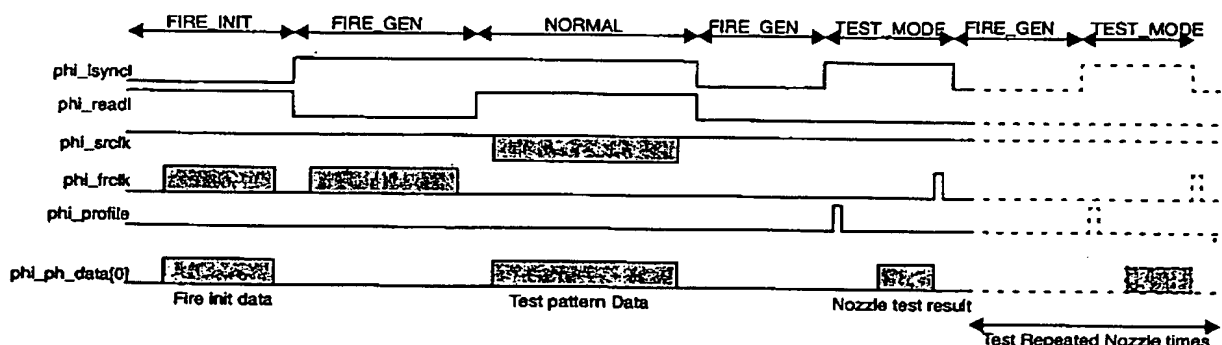 FIRE_INIT FIRE_GEN NORMAL FIRE_GEN TEST_MODE FIRE_GEN TEST_MODE
phi_lsyncl
phi_readl
phi_srclk
phi_frclk
phi_profile
phi_ph_data[0]
Fire init data Test pattern Data Nozzle test result
Test Repeated Nozzle times